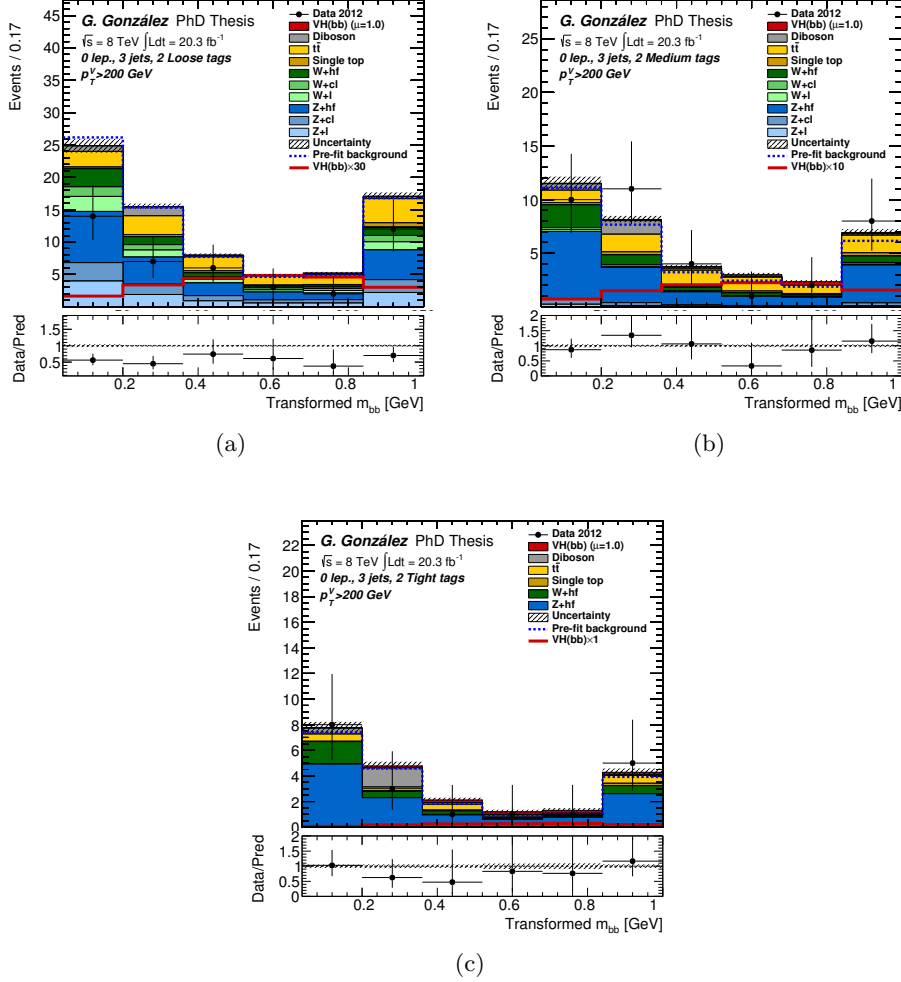 G. González PhD Thesis
√s = 8 TeV ∫Ldt = 20.3 fb⁻¹
0 lep., 3 jets, 2 Loose tags
p_T^V>200 GeV
Data 2012
VH(bb) (μ=1.0)
Diboson
tt̄
Single top
W+hf
W+cl
W+l
Z+hf
Z+cl
Z+l
Uncertainty
Pre-fit background
VH(bb)×30
Events / 0.17
45
40
35
30
25
20
15
10
5
Data/Pred
1
0.5
0.2 0.4 0.6 0.8 1
Transformed m_bb [GeV]
(a)
G. González PhD Thesis
√s = 8 TeV ∫Ldt = 20.3 fb⁻¹
0 lep., 3 jets, 2 Medium tags
p_T^V>200 GeV
Data 2012
VH(bb) (μ=1.0)
Diboson
tt̄
Single top
W+hf
W+cl
W+l
Z+hf
Z+cl
Z+l
Uncertainty
Pre-fit background
VH(bb)×10
Events / 0.17
25
20
15
10
5
Data/Pred
2
1.5
1
0.5
0
0.2 0.4 0.6 0.8 1
Transformed m_bb [GeV]
(b)
G. González PhD Thesis
√s = 8 TeV ∫Ldt = 20.3 fb⁻¹
0 lep., 3 jets, 2 Tight tags
p_T^V>200 GeV
Data 2012
VH(bb) (μ=1.0)
Diboson
tt̄
Single top
W+hf
Z+hf
Uncertainty
Pre-fit background
VH(bb)×1
Events / 0.17
22
20
18
16
14
12
10
8
6
4
2
0
Data/Pred
2
1.5
1
0.5
0
0.2 0.4 0.6 0.8 1
Transformed m_bb [GeV]
(c)